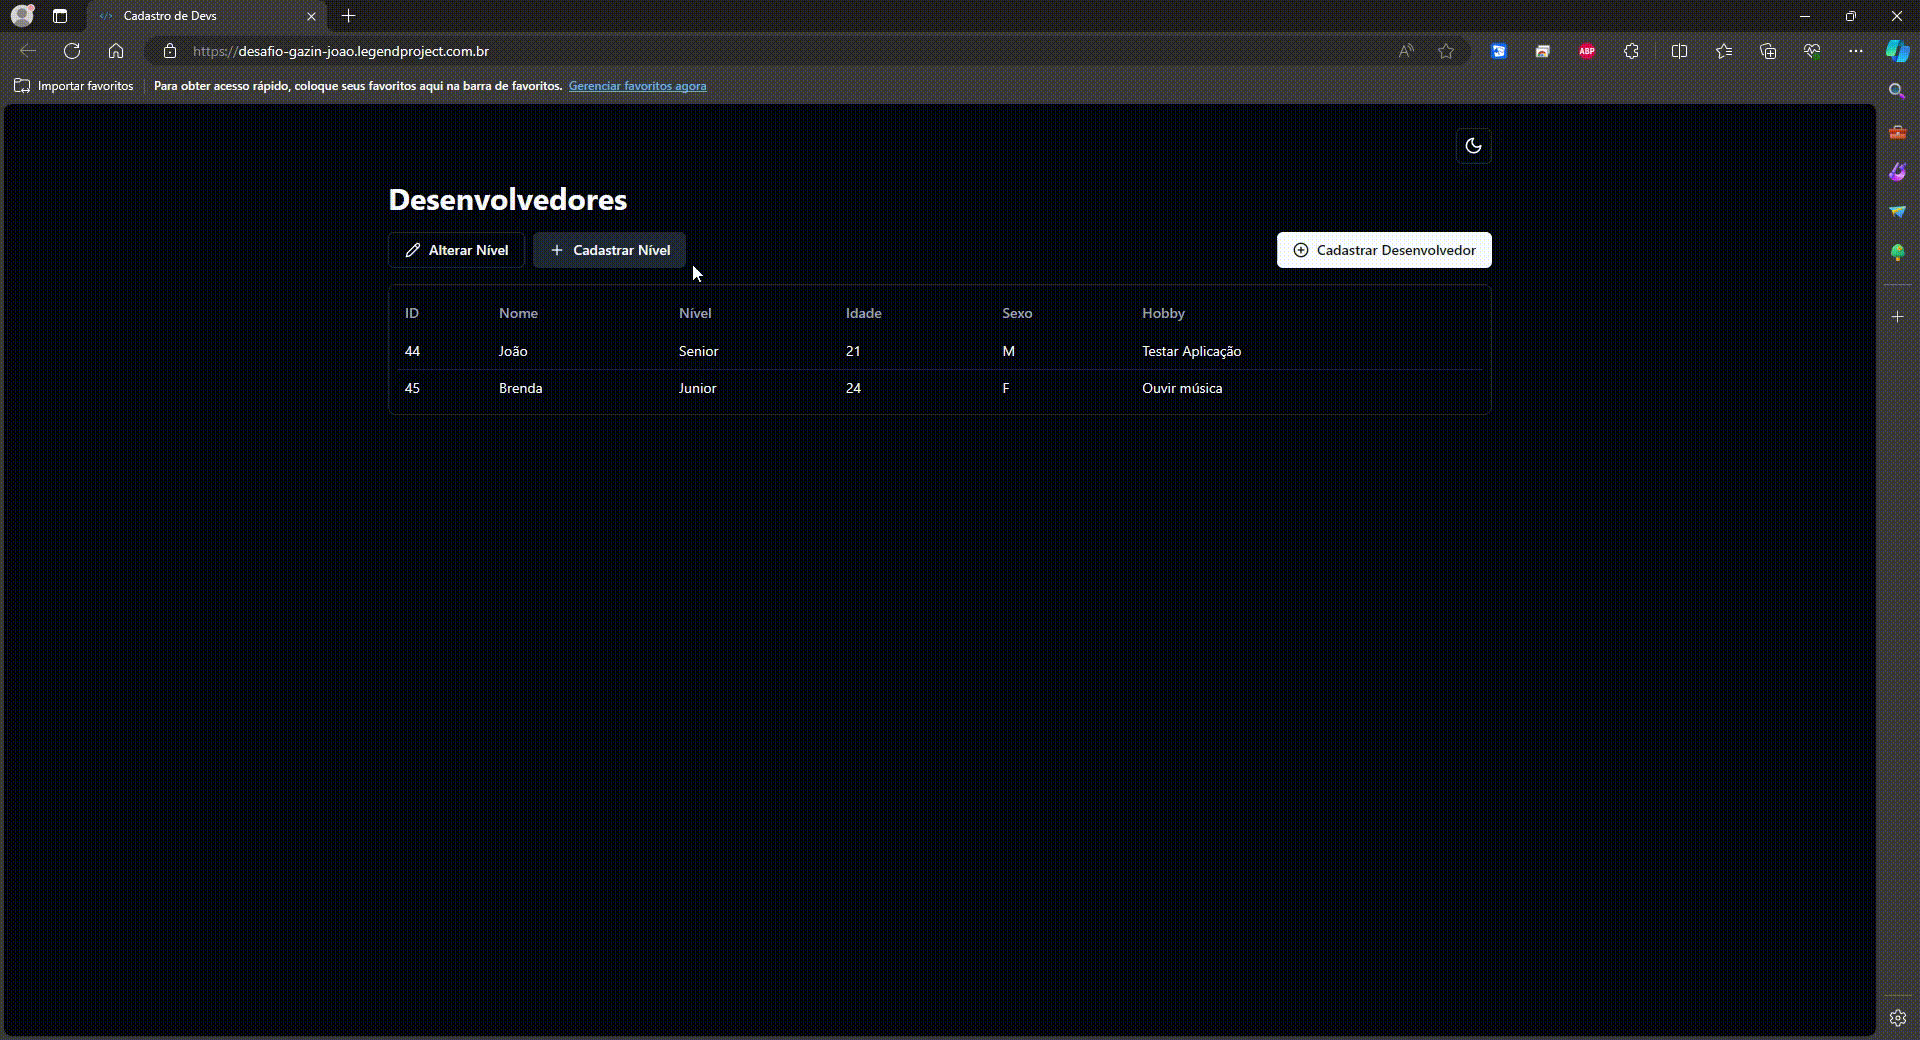 Cadastro de Devs
https://desafio-gazin-joao.legendproject.com.br
ABP
Importar favoritos
Para obter acesso rápido, coloque seus favoritos aqui na barra de favoritos. Gerenciar favoritos agora
Desenvolvedores
Alterar Nível
Cadastrar Nível
Cadastrar Desenvolvedor
ID Nome Nível Idade Sexo Hobby
44 João Senior 21 M Testar Aplicação
45 Brenda Junior 24 F Ouvir música